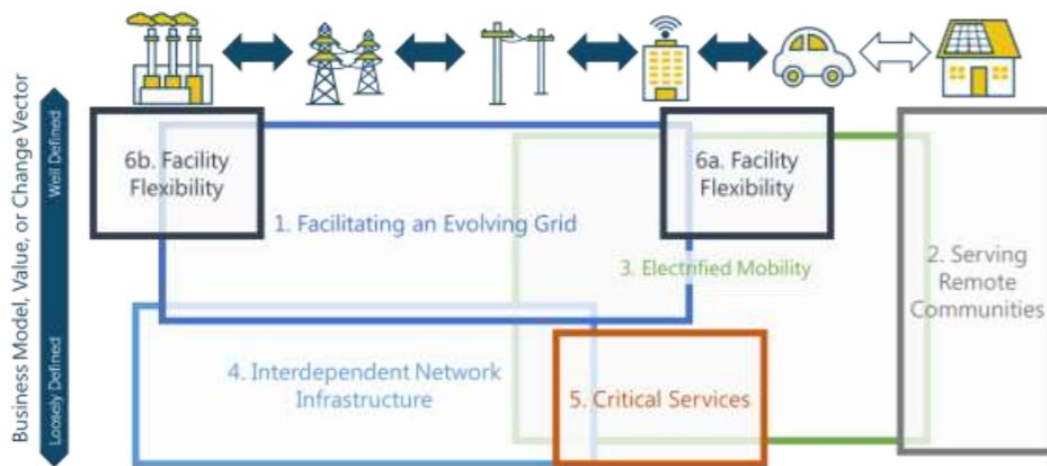 Business Model, Value, or Change Vector
Well Defined
Loosely Defined
6b. Facility
Flexibility
6a. Facility
Flexibility
1. Facilitating an Evolving Grid
3. Electrified Mobility
2. Serving
Remote
Communities
4. Interdependent Network
Infrastructure
5. Critical Services